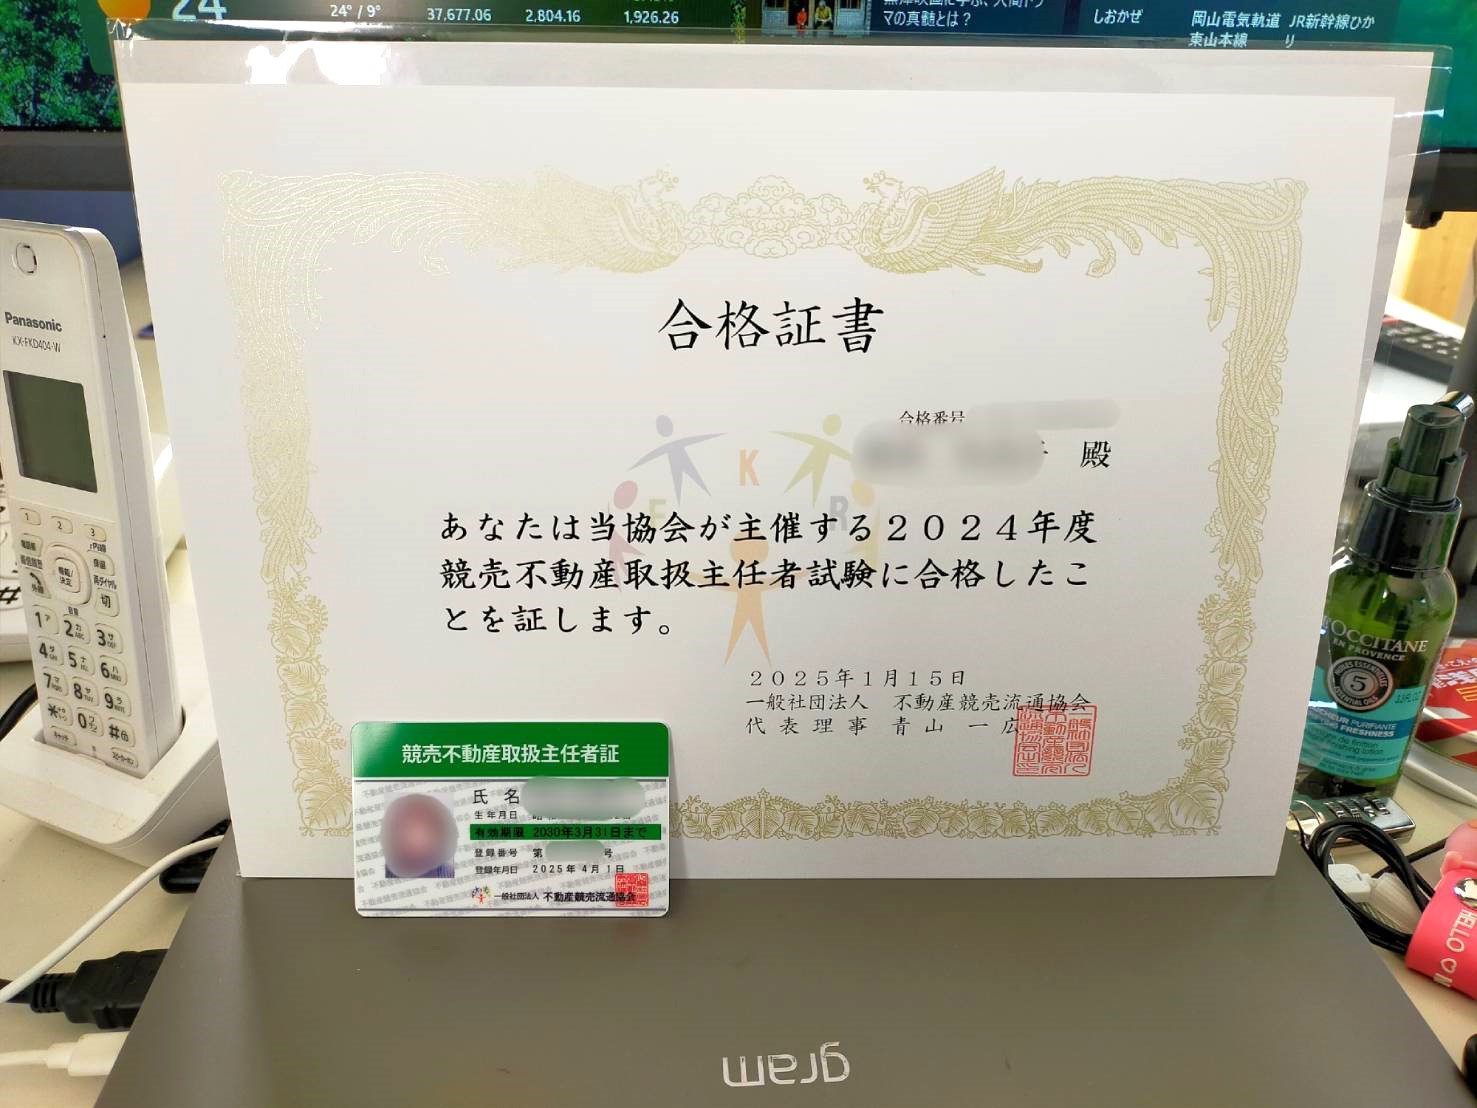 24
24° / 9°
37,677.06
2,804.16
1,926.26
マの真髄とは？
しおかぜ
岡山電気軌道
東山本線
JR新幹線ひか
り
Panasonic
KX-FKD404-W
合格証書
合格番号
殿
K
F
R
あなたは当協会が主催する２０２４年度
競売不動産取扱主任者試験に合格したこ
とを証します。
２０２５年１月１５日
一般社団法人　不動産競売流通協会
代表理事　青山　一広
競売不動産取扱主任者証
氏名
生年月日
有効期限 2030年3月31日まで
登録番号 第 号
登録年月日 2025年 4月 1日
一般社団法人 不動産競売流通協会
L'OCCITANE
EN PROVENCE
5
HELLO
gram